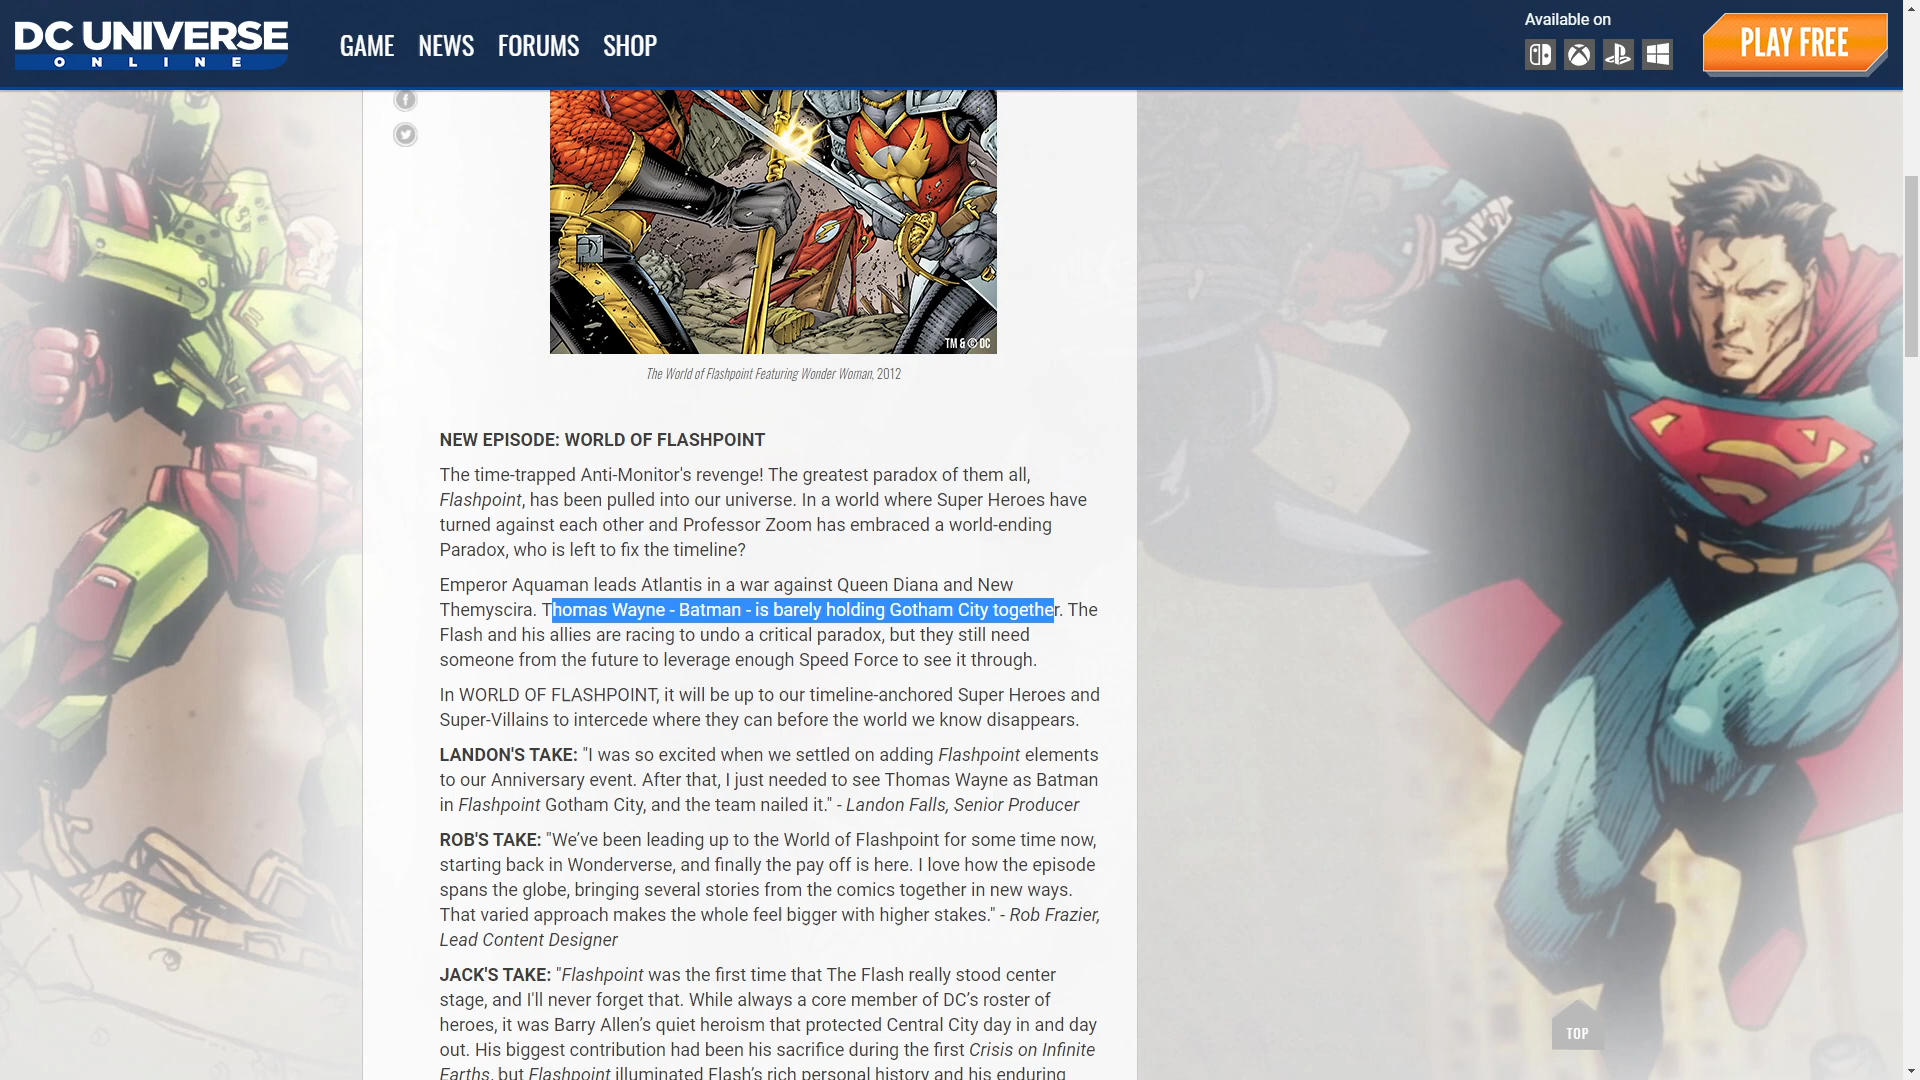 DC UNIVERSE
ONLINE
GAME NEWS FORUMS SHOP
Available on
PLAY FREE
TM & © DC
The World of Flashpoint Featuring Wonder Woman, 2012
NEW EPISODE: WORLD OF FLASHPOINT
The time-trapped Anti-Monitor's revenge! The greatest paradox of them all,
Flashpoint, has been pulled into our universe. In a world where Super Heroes have
turned against each other and Professor Zoom has embraced a world-ending
Paradox, who is left to fix the timeline?
Emperor Aquaman leads Atlantis in a war against Queen Diana and New
Themyscira. Thomas Wayne - Batman - is barely holding Gotham City together. The
Flash and his allies are racing to undo a critical paradox, but they still need
someone from the future to leverage enough Speed Force to see it through.
In WORLD OF FLASHPOINT, it will be up to our timeline-anchored Super Heroes and
Super-Villains to intercede where they can before the world we know disappears.
LANDON'S TAKE: "I was so excited when we settled on adding Flashpoint elements
to our Anniversary event. After that, I just needed to see Thomas Wayne as Batman
in Flashpoint Gotham City, and the team nailed it." - Landon Falls, Senior Producer
ROB'S TAKE: "We’ve been leading up to the World of Flashpoint for some time now,
starting back in Wonderverse, and finally the pay off is here. I love how the episode
spans the globe, bringing several stories from the comics together in new ways.
That varied approach makes the whole feel bigger with higher stakes." - Rob Frazier,
Lead Content Designer
JACK'S TAKE: "Flashpoint was the first time that The Flash really stood center
stage, and I'll never forget that. While always a core member of DC’s roster of
heroes, it was Barry Allen’s quiet heroism that protected Central City day in and day
out. His biggest contribution had been his sacrifice during the first Crisis on Infinite
Earths, but Flashpoint illuminated Flash’s rich personal history and his enduring
TOP